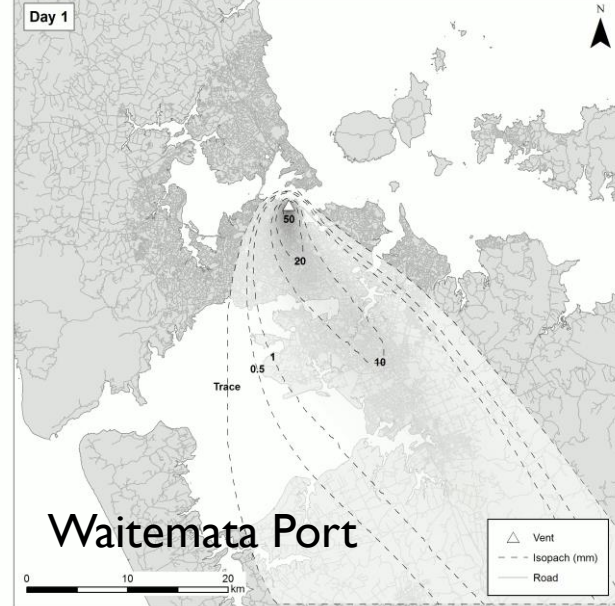 Day 1
N
50
20
10
1
0.5
Trace
Waitemata Port
0 10 20
km
Vent
Isopach (mm)
Road